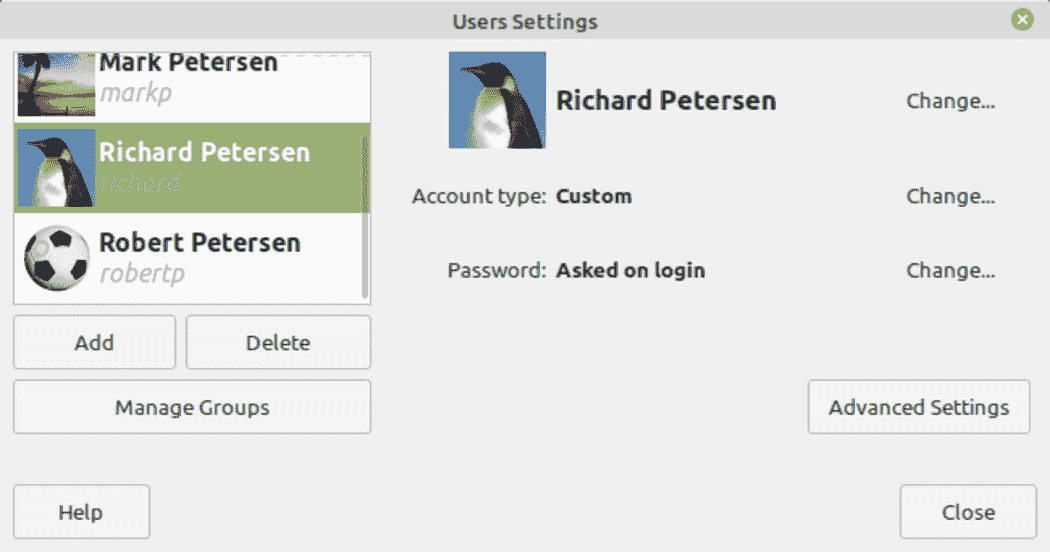 Users Settings
Mark Petersen
markp
Richard Petersen
richard
Robert Petersen
robertp
Add
Delete
Manage Groups
Help
Richard Petersen
Change...
Account type: Custom
Change...
Password: Asked on login
Change...
Advanced Settings
Close